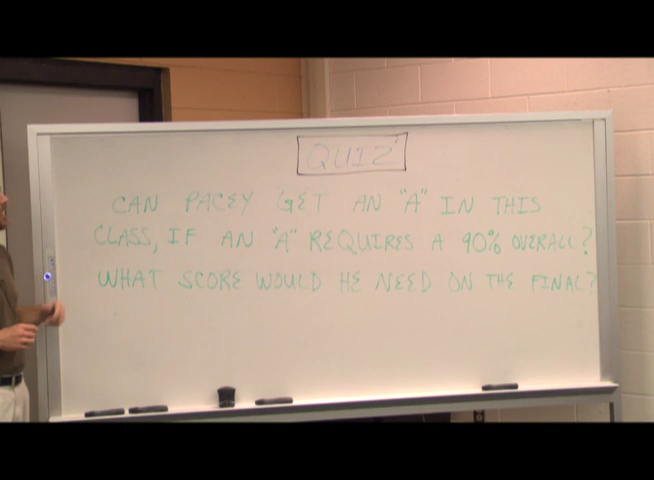 QUIZ
CAN PACEY GET AN "A" IN THIS
CLASS, IF AN "A" REQUIRES A 90% OVERALL?
WHAT SCORE WOULD HE NEED ON THE FINAL?